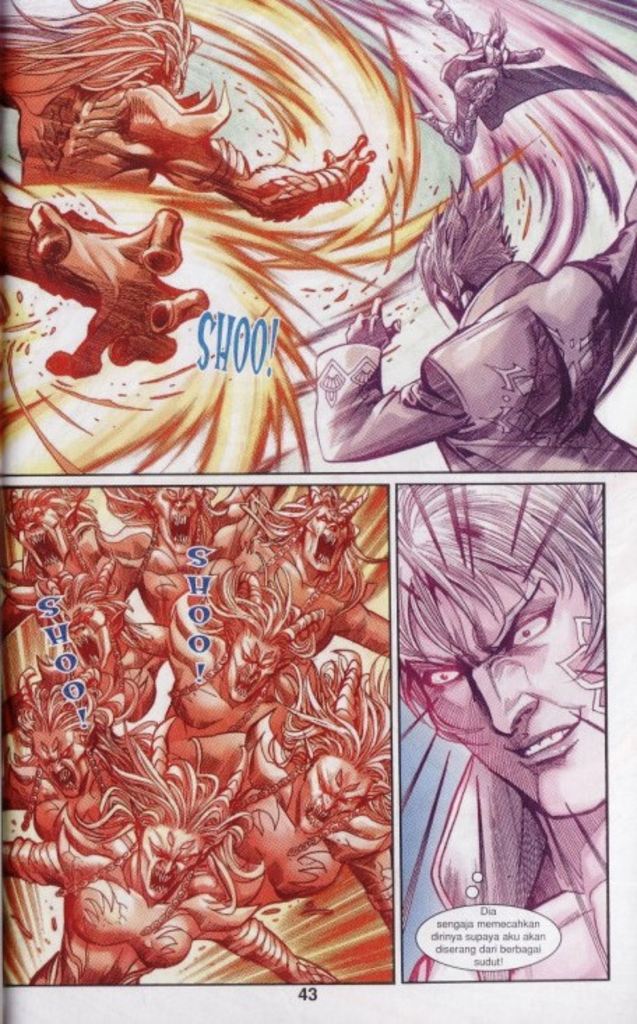 SHOO!
SHOO!
SHOO!
Dia
sengaja memecahkan
dirinya supaya aku akan
diserang dari berbagai
sudut!
43